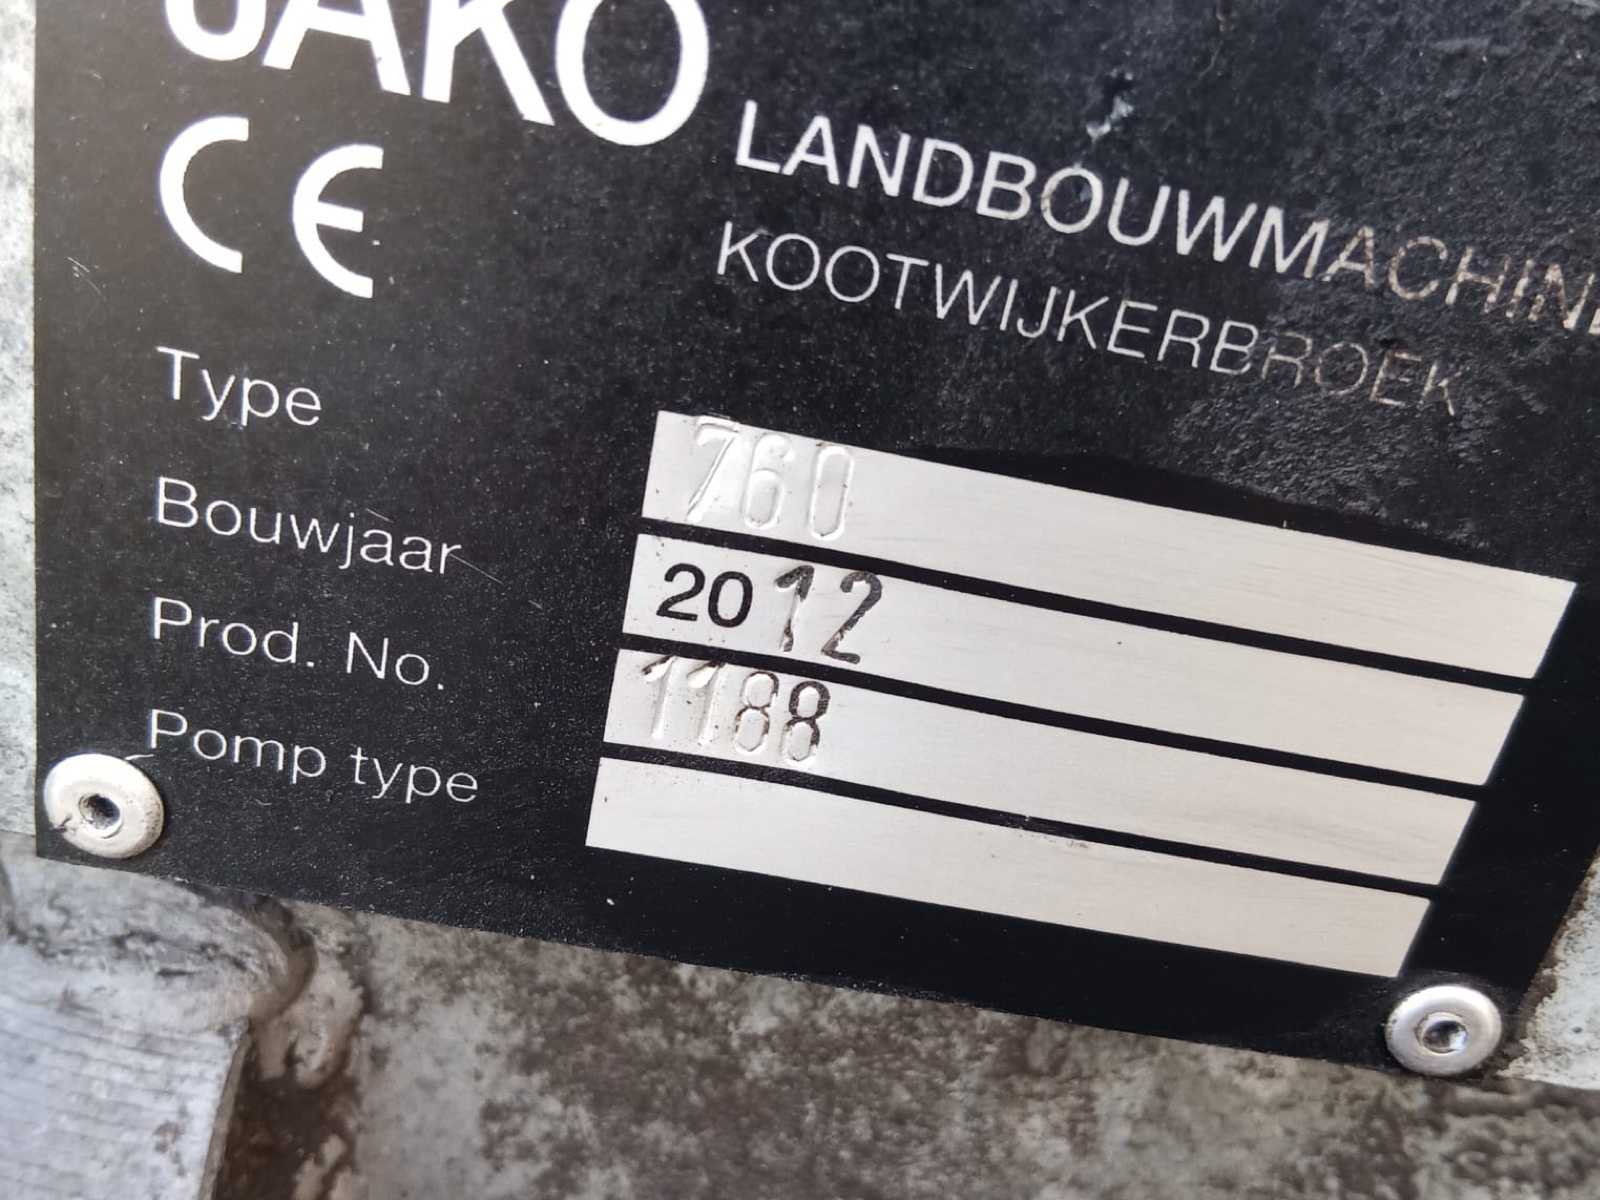 JAKO
LANDBOUWMACHINE
KOOTWIJKERBROEK
CE
Type 760
Bouwjaar 2012
Prod. No. 1188
Pomp type